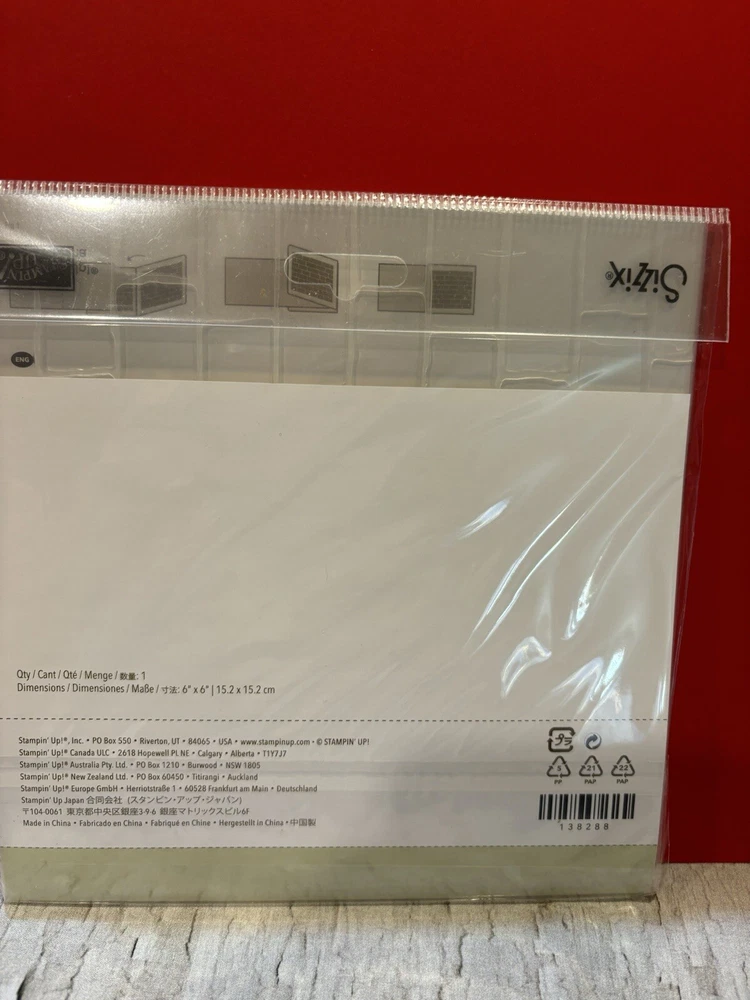 Sizzix®
STAMPIN'
UP!
ENG
Qty / Cant / Qté / Menge / 数量: 1
Dimensions / Dimensiones / Maße / 寸法: 6" x 6" | 15.2 x 15.2 cm
Stampin' Up!®, Inc. • PO Box 550 • Riverton, UT • 84065 • USA • www.stampinup.com • © STAMPIN' UP!
Stampin' Up!® Canada ULC • 2618 Hopewell PL NE • Calgary • Alberta • T1Y7J7
Stampin' Up!® Australia Pty. Ltd. • PO Box 1210 • Burwood • NSW 1805
Stampin' Up!® New Zealand Ltd. • PO Box 60450 • Titirangi • Auckland
Stampin' Up!® Europe GmbH • Herriotstraße 1 • 60528 Frankfurt am Main • Deutschland
Stampin' Up Japan 合同会社 (スタンピン・アップ・ジャパン)
〒104-0061 東京都中央区銀座3-9-6 銀座マトリックスビル6F
Made in China • Fabricado en China • Fabriqué en Chine • Hergestellt in China • 中国製
プラ
5
PP
21
PAP
22
PAP
138288